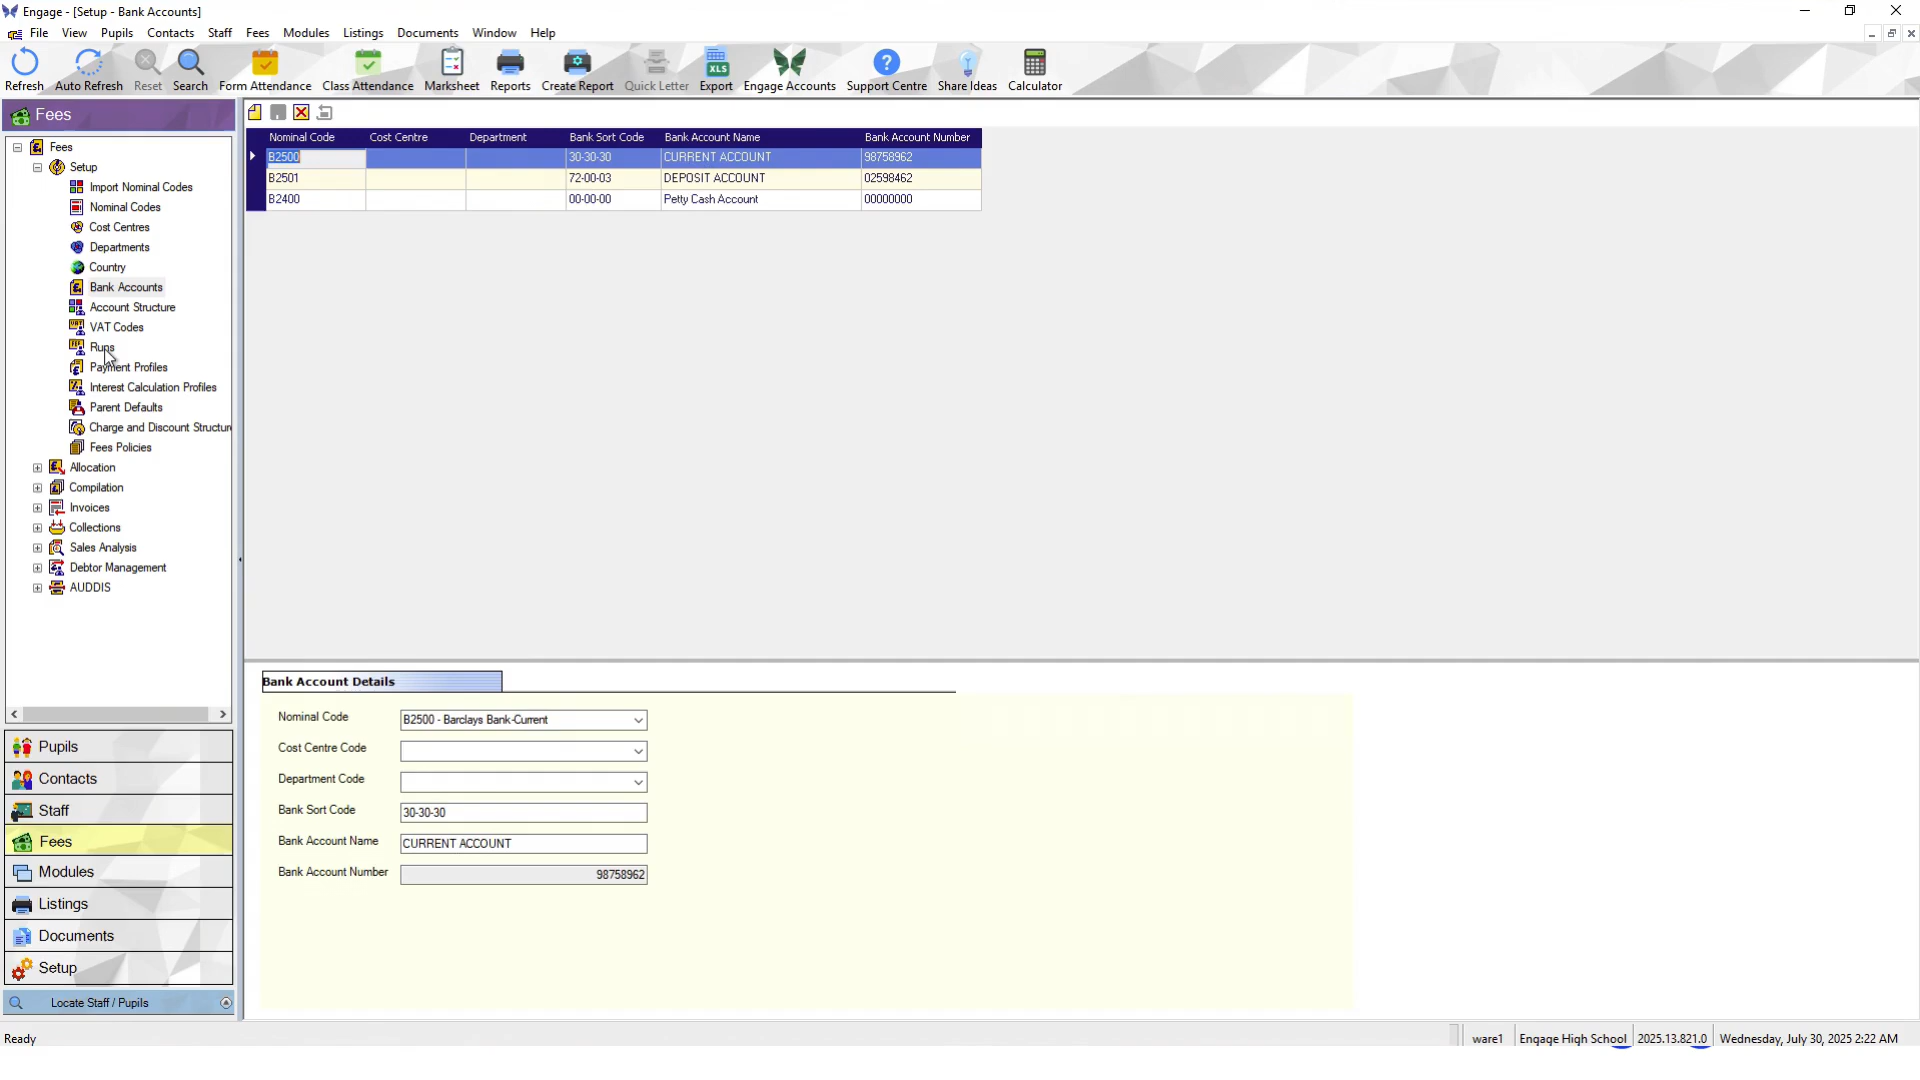 Engage - [Setup - Bank Accounts]
File View Pupils Contacts Staff Fees Modules Listings Documents Window Help
Refresh Auto Refresh Reset Search Form Attendance Class Attendance Marksheet Reports Create Report Quick Letter XLS Export Engage Accounts Support Centre Share Ideas Calculator
Fees
Fees
Setup
Import Nominal Codes
Nominal Codes
Cost Centres
Departments
Country
Bank Accounts
Account Structure
VAT Codes
Runs
Payment Profiles
Interest Calculation Profiles
Parent Defaults
Charge and Discount Structur
Fees Policies
Allocation
Compilation
Invoices
Collections
Sales Analysis
Debtor Management
AUDDIS
Pupils
Contacts
Staff
Fees
Modules
Listings
Documents
Setup
Locate Staff / Pupils
Nominal Code Cost Centre Department Bank Sort Code Bank Account Name Bank Account Number
B2500 30-30-30 CURRENT ACCOUNT 98758962
B2501 72-00-03 DEPOSIT ACCOUNT 02598462
B2400 00-00-00 Petty Cash Account 00000000
Bank Account Details
Nominal Code B2500 - Barclays Bank-Current
Cost Centre Code
Department Code
Bank Sort Code 30-30-30
Bank Account Name CURRENT ACCOUNT
Bank Account Number 98758962
Ready ware1 Engage High School 2025.13.821.0 Wednesday, July 30, 2025 2:22 AM